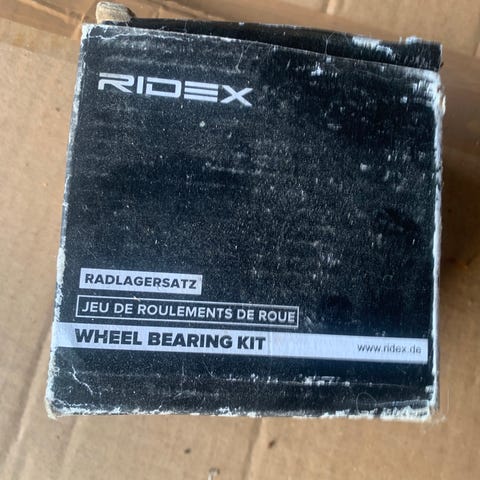 RIDEX
RADLAGERSATZ
JEU DE ROULEMENTS DE ROUE
WHEEL BEARING KIT
www.ridex.de